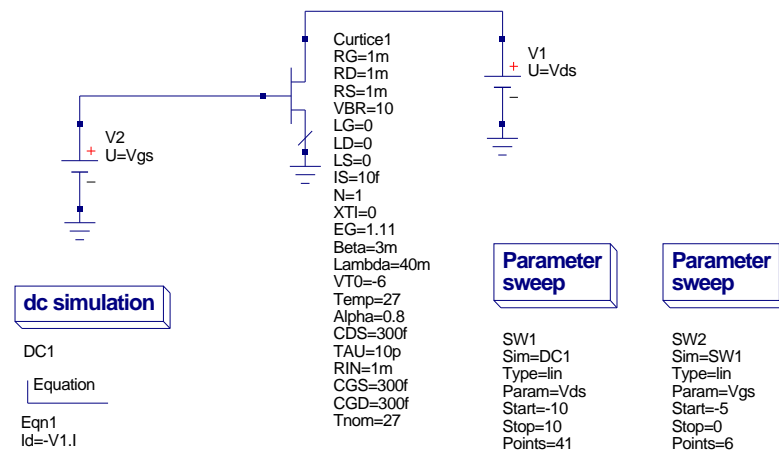 Curtice1
RG=1m
RD=1m
RS=1m
VBR=10
LG=0
LD=0
LS=0
IS=10f
N=1
XTI=0
EG=1.11
Beta=3m
Lambda=40m
VT0=-6
Temp=27
Alpha=0.8
CDS=300f
TAU=10p
RIN=1m
CGS=300f
CGD=300f
Tnom=27
V1
U=Vds
V2
U=Vgs
dc simulation
DC1
Equation
Eqn1
Id=-V1.I
Parameter
sweep
SW1
Sim=DC1
Type=lin
Param=Vds
Start=-10
Stop=10
Points=41
Parameter
sweep
SW2
Sim=SW1
Type=lin
Param=Vgs
Start=-5
Stop=0
Points=6